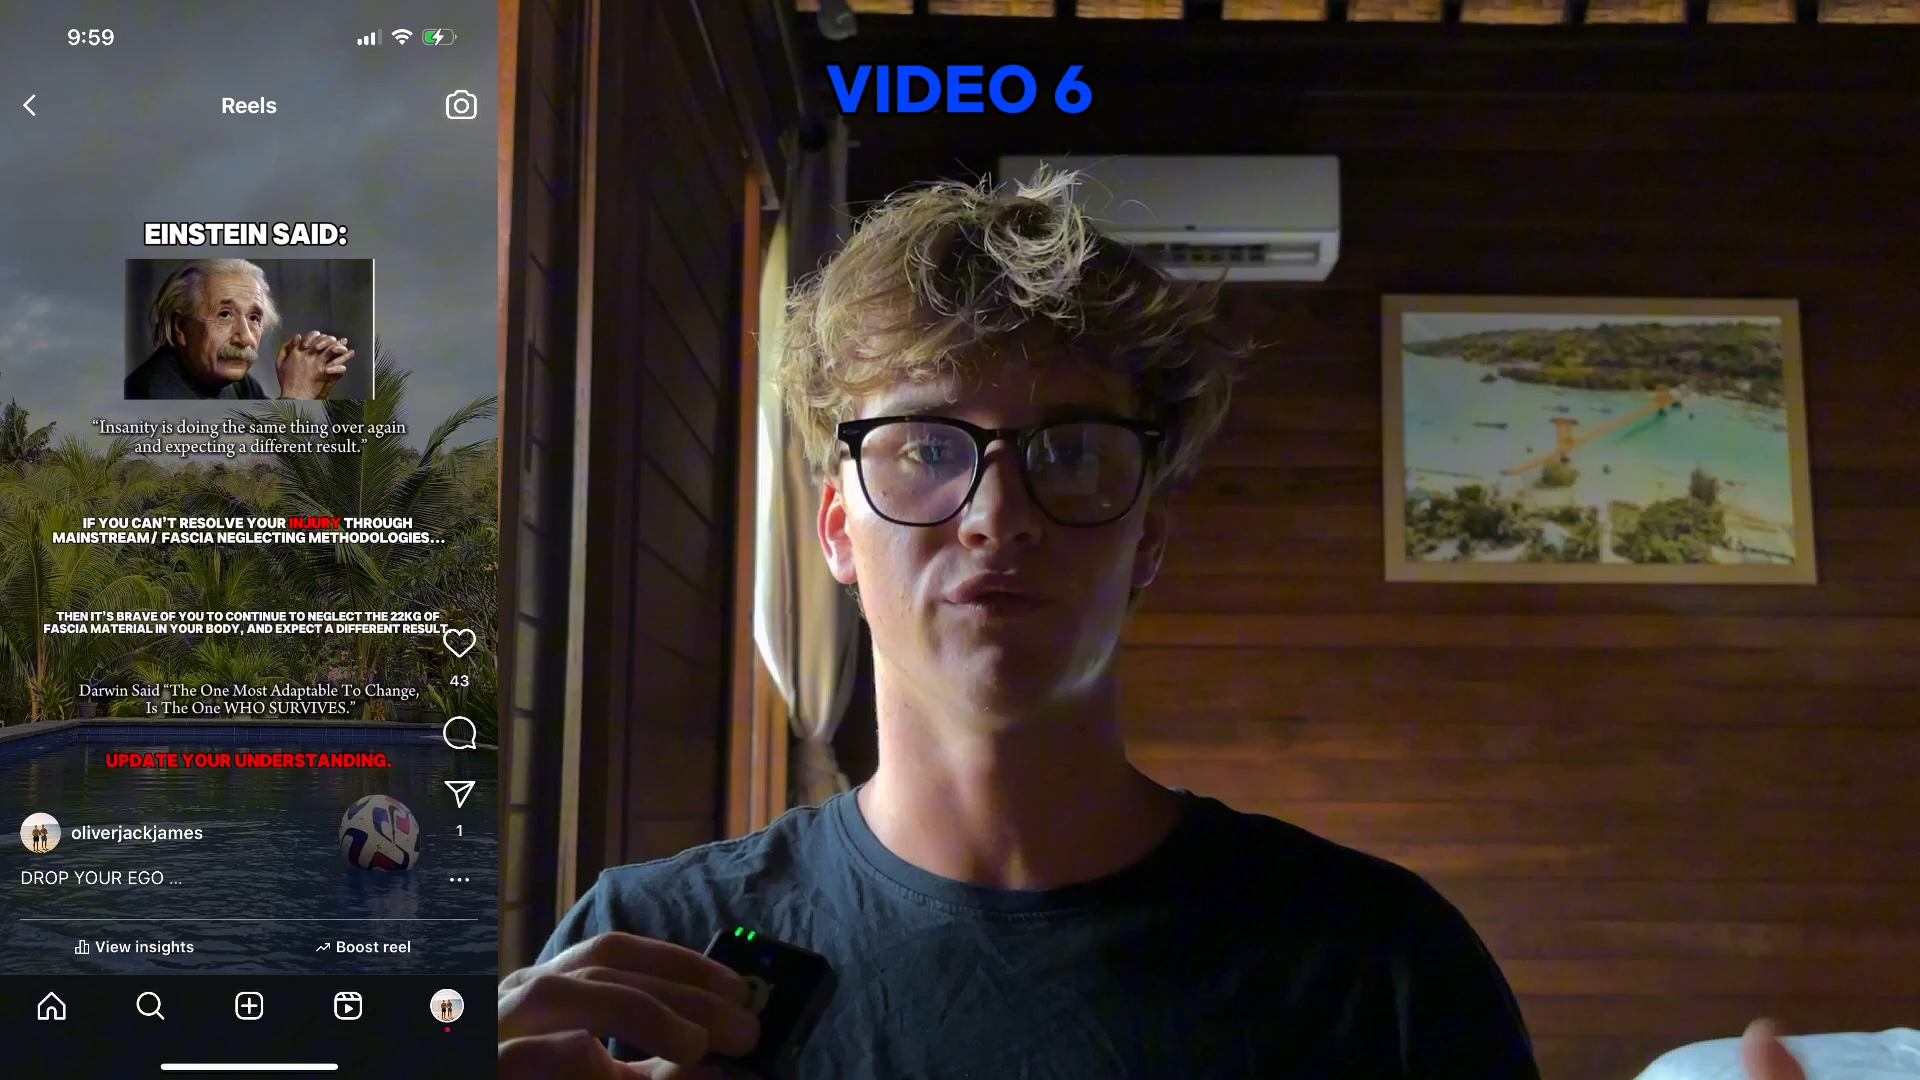 9:59
Reels
VIDEO 6
EINSTEIN SAID:
“Insanity is doing the same thing over again
and expecting a different result.”
IF YOU CAN’T RESOLVE YOUR INJURY THROUGH
MAINSTREAM/ FASCIA NEGLECTING METHODOLOGIES...
THEN IT’S BRAVE OF YOU TO CONTINUE TO NEGLECT THE 22KG OF
FASCIA MATERIAL IN YOUR BODY, AND EXPECT A DIFFERENT RESULT
43
Darwin Said “The One Most Adaptable To Change,
Is The One WHO SURVIVES.”
UPDATE YOUR UNDERSTANDING.
oliverjackjames
1
DROP YOUR EGO ...
View insights
Boost reel